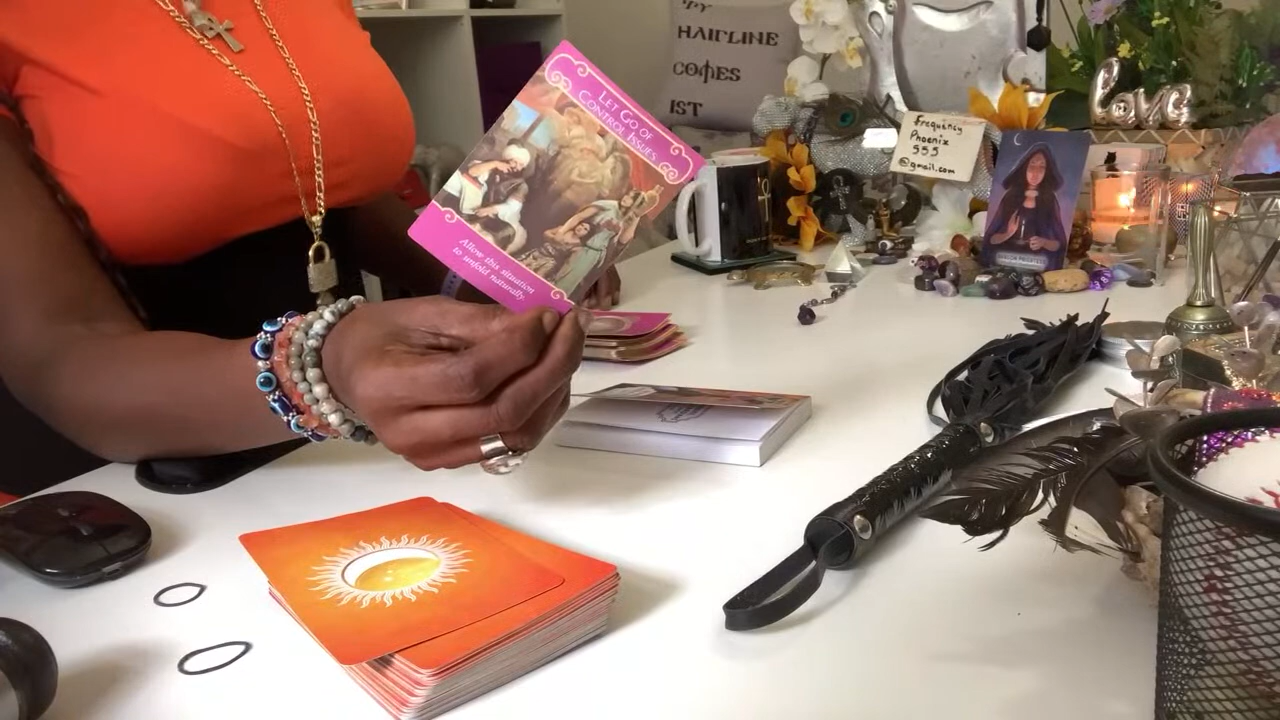 LET GO OF
CONTROL ISSUES
Allow this situation
to unfold naturally.
HAIRLINE
COMES
IST
Frequency
Phoenix
555
@gmail.com
love